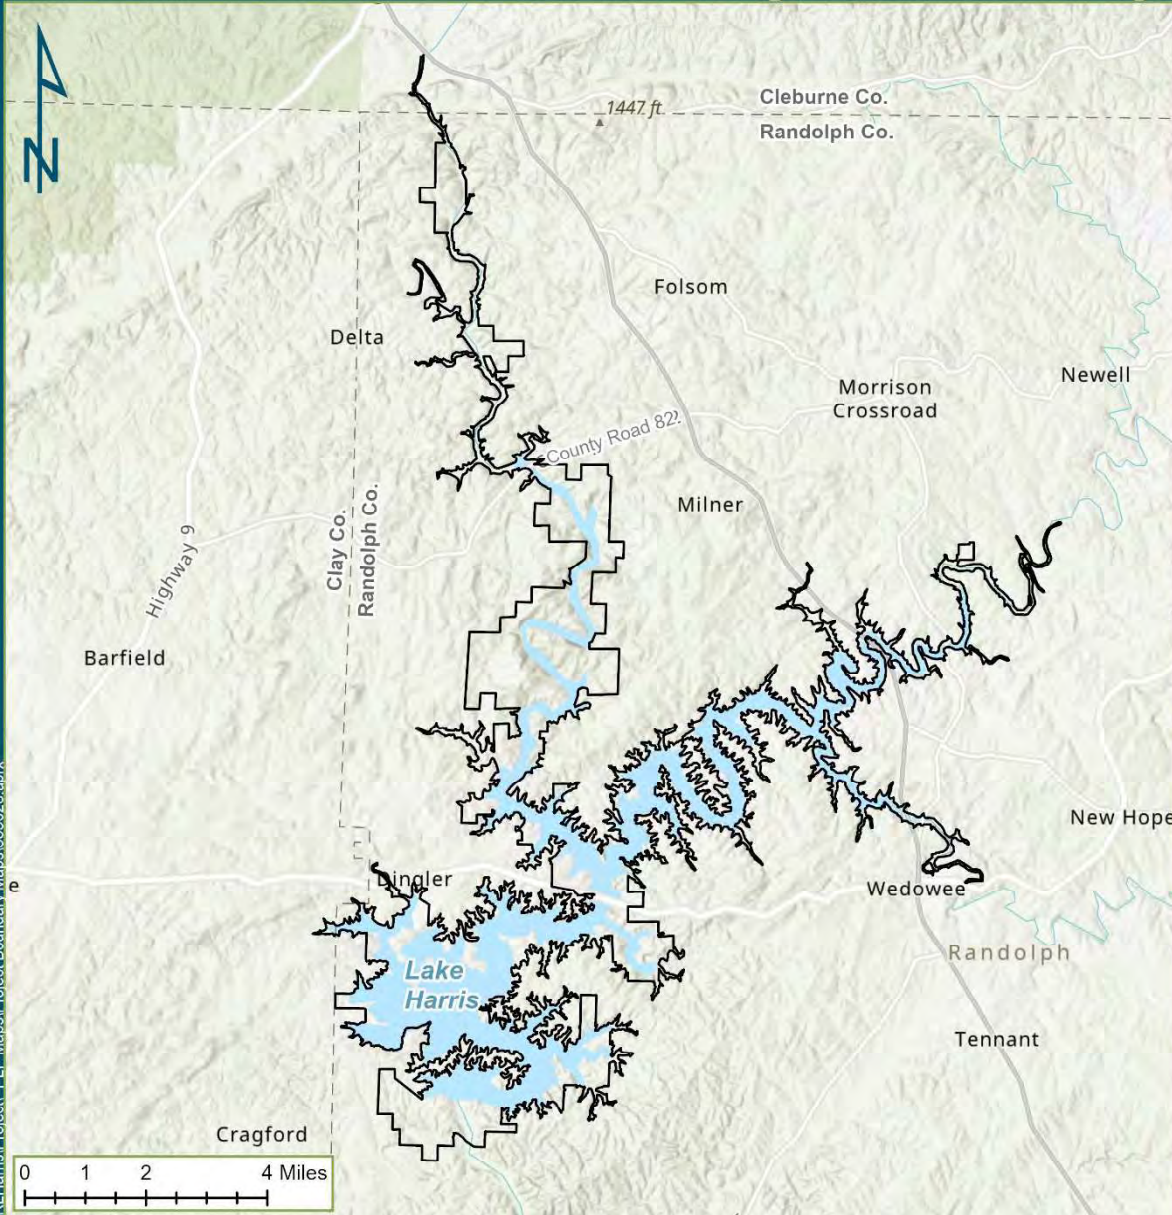 N
1447 ft
Cleburne Co.
Randolph Co.
Folsom
Delta
Newell
Morrison
Crossroad
County Road 82
Milner
Clay Co.
Randolph Co.
Highway 9
Barfield
New Hope
Dingler
Wedowee
e
Randolph
Lake
Harris
Tennant
Cragford
0 1 2 4 Miles